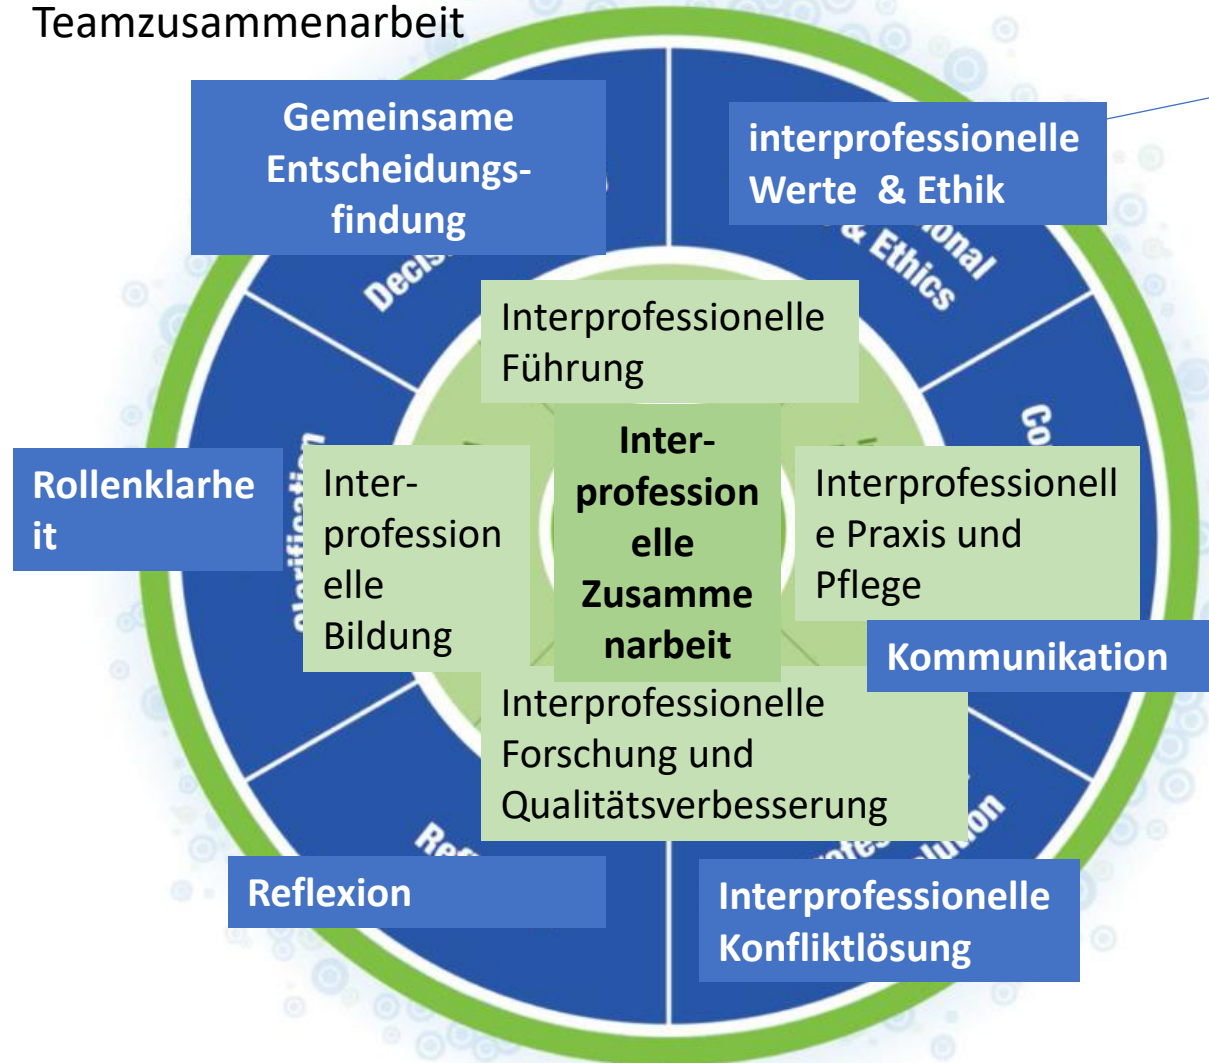 Teamzusammenarbeit
Gemeinsame
Entscheidungs-
findung
interprofessionelle
Werte & Ethik
& Ethics
Interprofessionelle
Führung
Rollenklarhe
it
Inter-
profession
elle
Bildung
Inter-
profession
elle
Zusamme
narbeit
Interprofessionell
e Praxis und
Pflege
Kommunikation
Interprofessionelle
Forschung und
Qualitätsverbesserung
Reflexion
Interprofessionelle
Konfliktlösung